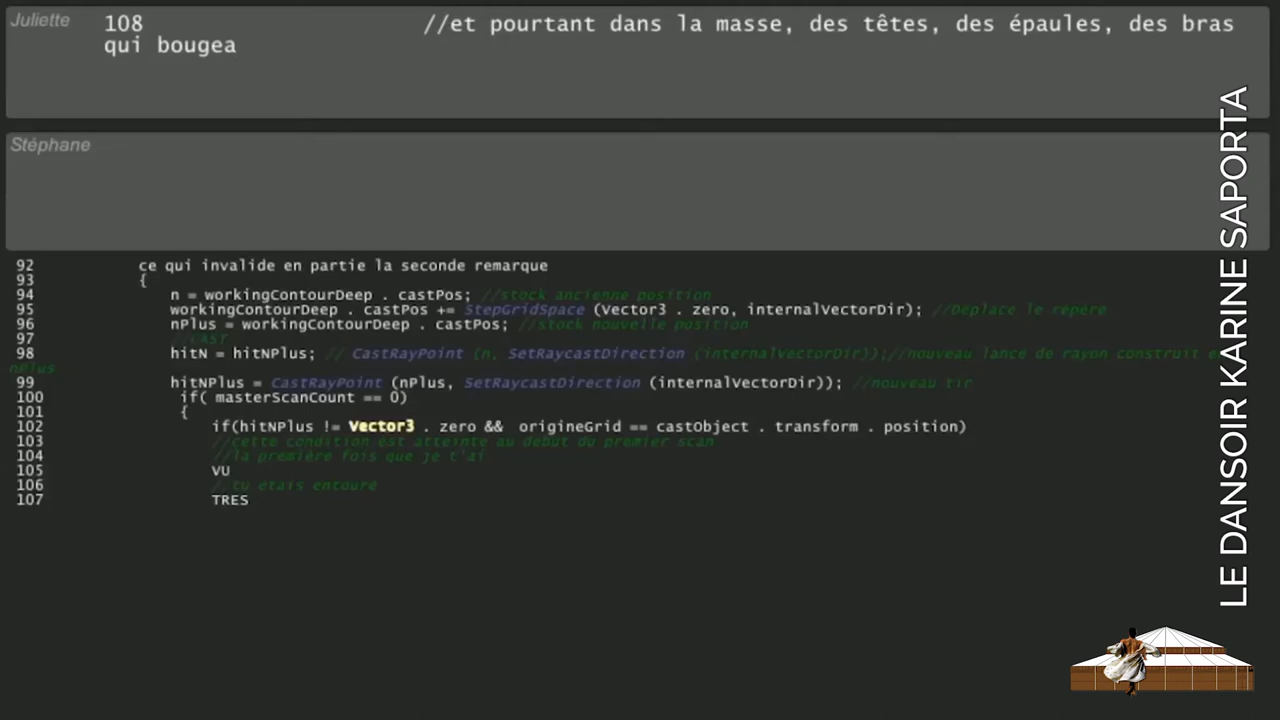 Juliette
108 //et pourtant dans la masse, des têtes, des épaules, des bras
qui bougea
Stéphane
92 ce qui invalide en partie la seconde remarque
93 {
94 n = workingContourDeep . castPos; //stock ancienne position
95 workingContourDeep . castPos += StepGridSpace (Vector3 . zero, internalVectorDir); //Déplace le repère
96 nPlus = workingContourDeep . castPos; //stock nouvelle position
97 //CAST
98 hitN = hitNPlus; // CastRayPoint (n, SetRaycastDirection (internalVectorDir));//nouveau lance de rayon construit
nPlus
99 hitNPlus = CastRayPoint (nPlus, SetRaycastDirection (internalVectorDir)); //nouveau tir
100 if( masterScanCount == 0)
101 {
102 if(hitNPlus != Vector3 . zero && origineGrid == castObject . transform . position)
103 //cette condition est atteinte au debut du premier scan
104 //la première fois que je t'ai
105 VU
106 //tu étais entouré
107 TRES
LE DANSOIR KARINE SAPORTA